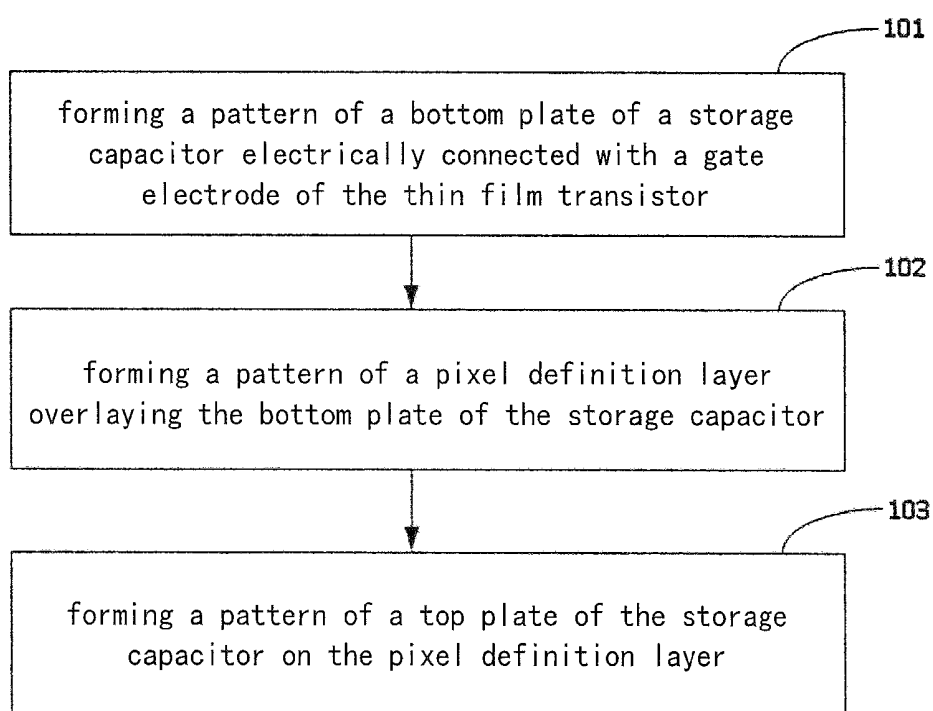 101
forming a pattern of a bottom plate of a storage
capacitor electrically connected with a gate
electrode of the thin film transistor
102
forming a pattern of a pixel definition layer
overlaying the bottom plate of the storage capacitor
103
forming a pattern of a top plate of the storage
capacitor on the pixel definition layer